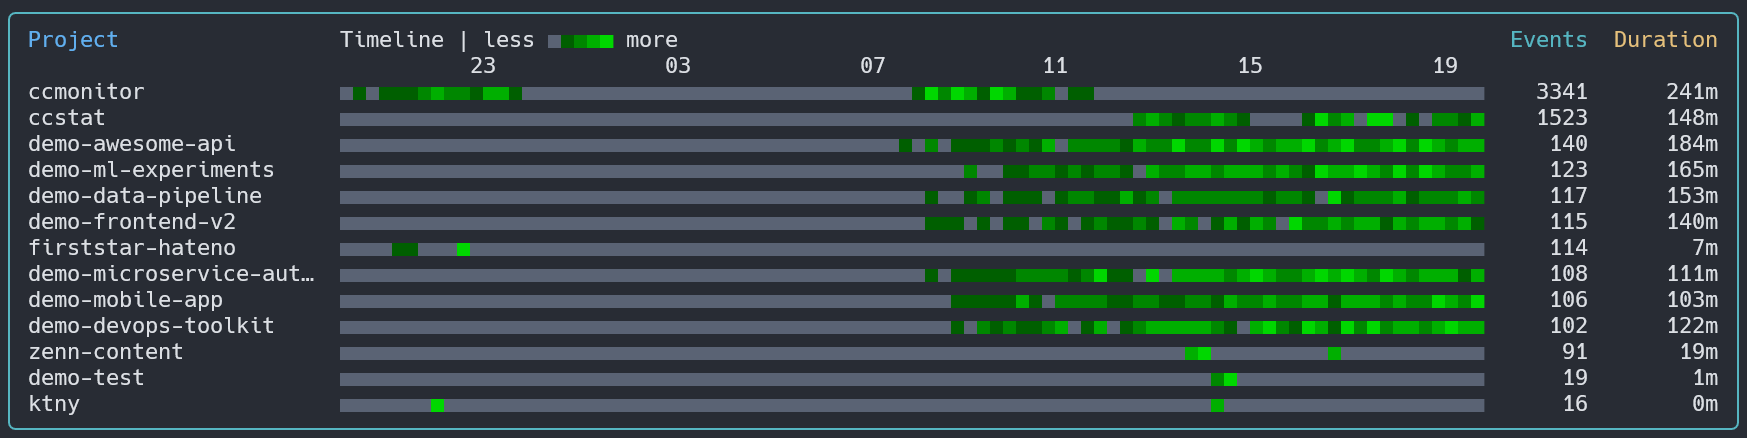 Project Timeline | less more Events Duration
23 03 07 11 15 19
ccmonitor 3341 241m
ccstat 1523 148m
demo-awesome-api 140 184m
demo-ml-experiments 123 165m
demo-data-pipeline 117 153m
demo-frontend-v2 115 140m
firststar-hateno 114 7m
demo-microservice-aut… 108 111m
demo-mobile-app 106 103m
demo-devops-toolkit 102 122m
zenn-content 91 19m
demo-test 19 1m
ktny 16 0m